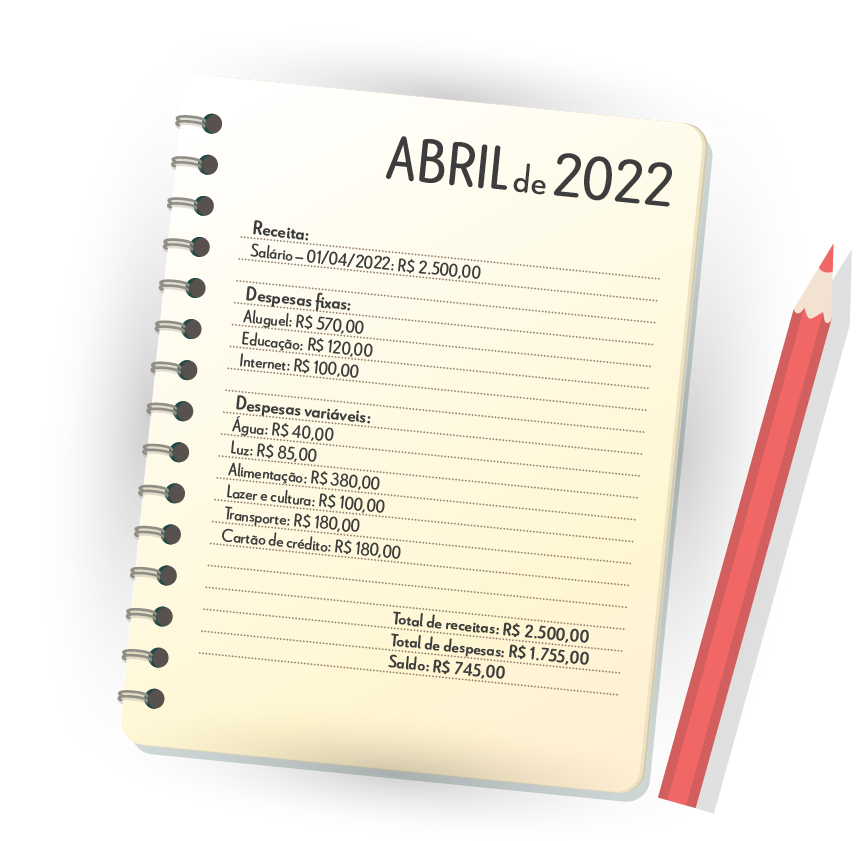 ABRIL de 2022
Receita:
Salário – 01/04/2022: R$ 2.500,00
Despesas fixas:
Aluguel: R$ 570,00
Educação: R$ 120,00
Internet: R$ 100,00
Despesas variáveis:
Água: R$ 40,00
Luz: R$ 85,00
Alimentação: R$ 380,00
Lazer e cultura: R$ 100,00
Transporte: R$ 180,00
Cartão de crédito: R$ 180,00
Total de receitas: R$ 2.500,00
Total de despesas: R$ 1.755,00
Saldo: R$ 745,00